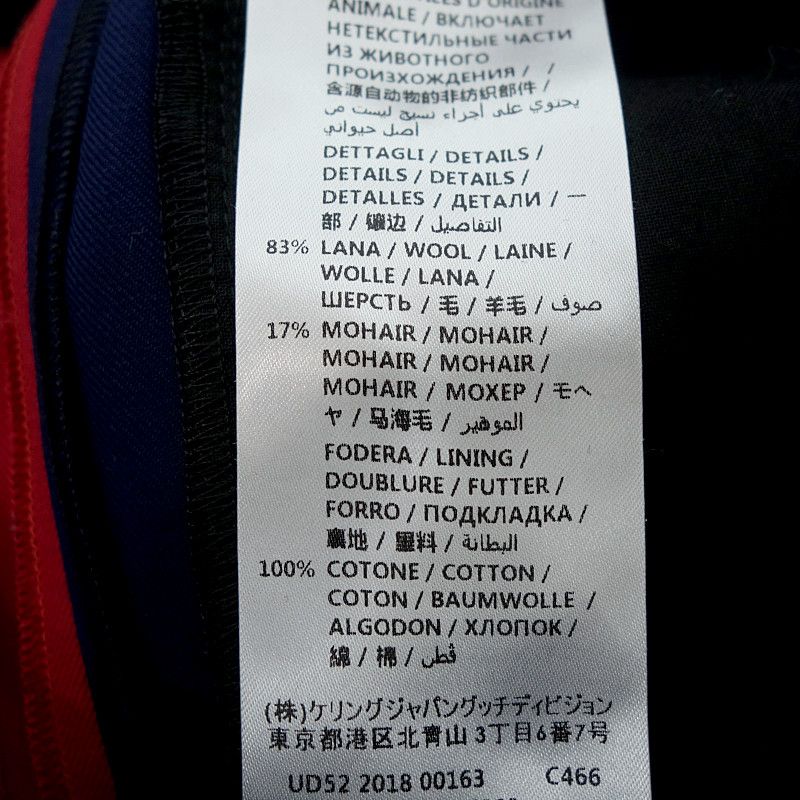 D'ORIGINE
ANIMALE / ВКЛЮЧАЕТ
НЕТЕКСТИЛЬНЫЕ ЧАСТИ
ИЗ ЖИВОТНОГО
ПРОИЗХОЖДЕНИЯ / /
含源自动物的非纺织部件 /
يحتوي على أجزاء نسيج ليست من
أصل حيواني
DETTAGLI / DETAILS /
DETAILS / DETAILS /
DETALLES / ДЕТАЛИ / 一
部 / 镶边 / التفاصيل
83% LANA / WOOL / LAINE /
WOLLE / LANA /
ШЕРСТЬ / 毛 / 羊毛 / صوف
17% MOHAIR / MOHAIR /
MOHAIR / MOHAIR /
MOHAIR / МОХЕР / モヘ
ヤ / 马海毛 / الموهير
FODERA / LINING /
DOUBLURE / FUTTER /
FORRO / ПОДКЛАДКА /
裏地 / 里料 / البطانة
100% COTONE / COTTON /
COTON / BAUMWOLLE /
ALGODON / ХЛОПОК /
綿 / 棉 / قطن
(株)ケリングジャパングッチディビジョン
東京都港区北青山 3丁目6番7号
UD52 2018 00163 C466